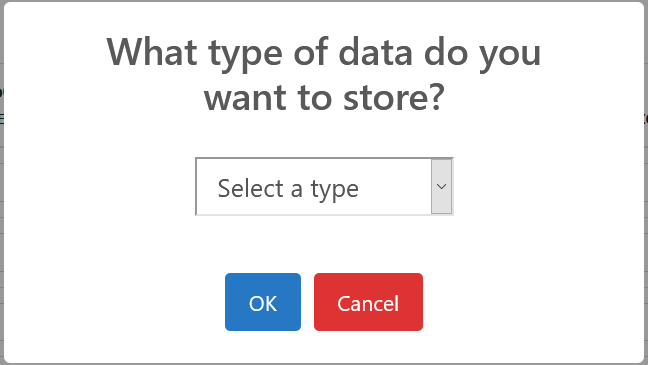 What type of data do you
want to store?
Select a type
OK
Cancel